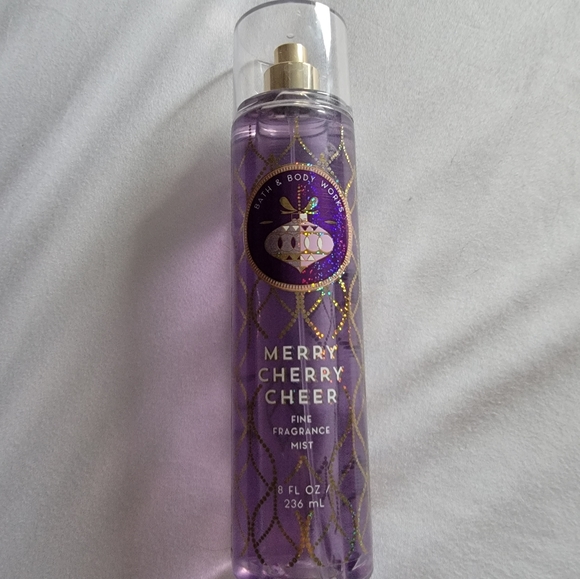 BATH & BODY WORKS
MERRY
CHERRY
CHEER
FINE
FRAGRANCE
MIST
8 FL OZ /
236 mL